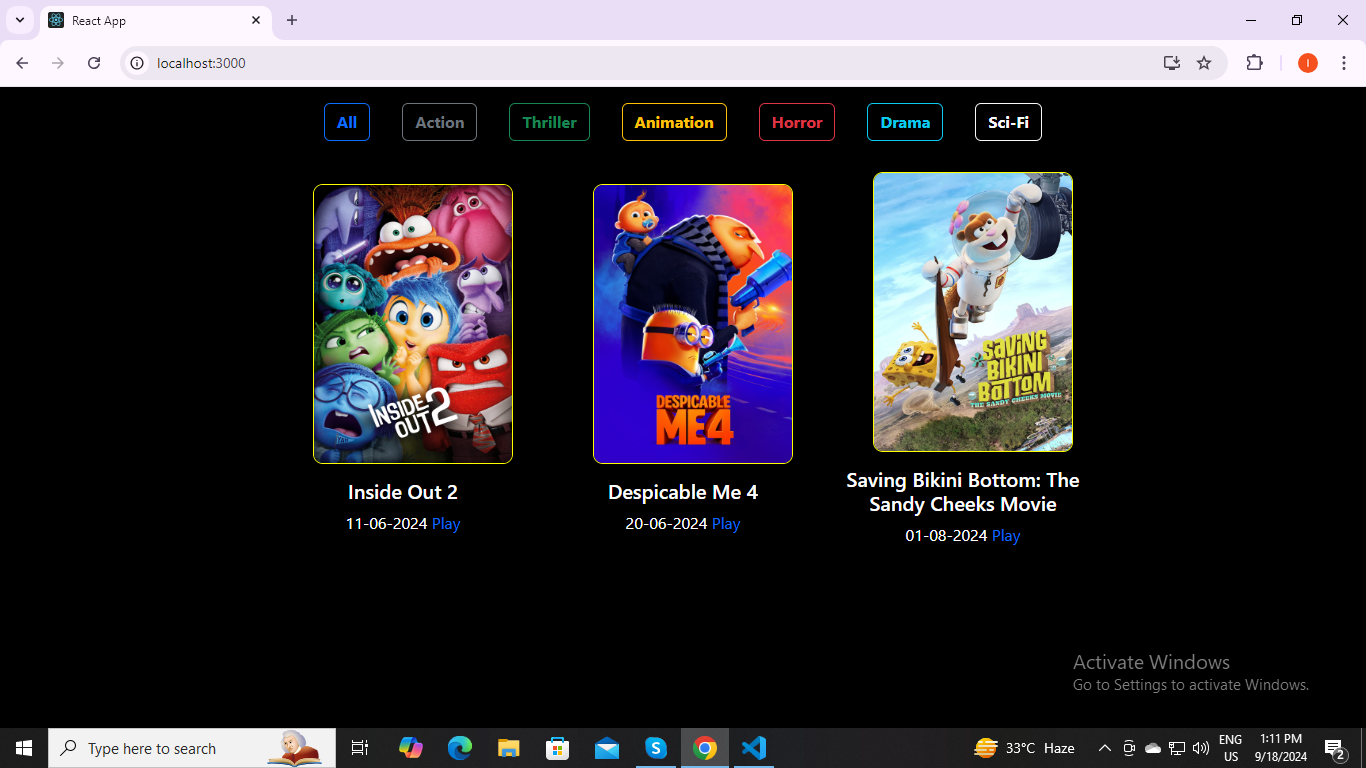 React App
localhost:3000
I
All Action Thriller Animation Horror Drama Sci-Fi
INSIDE
OUT 2
DESPICABLE
ME4
SAVING
BIKINI
BOTTOM
THE SANDY CHEEKS MOVIE
Inside Out 2
11-06-2024 Play
Despicable Me 4
20-06-2024 Play
Saving Bikini Bottom: The
Sandy Cheeks Movie
01-08-2024 Play
Activate Windows
Go to Settings to activate Windows.
Type here to search
33°C Haze
ENG
US
1:11 PM
9/18/2024
2